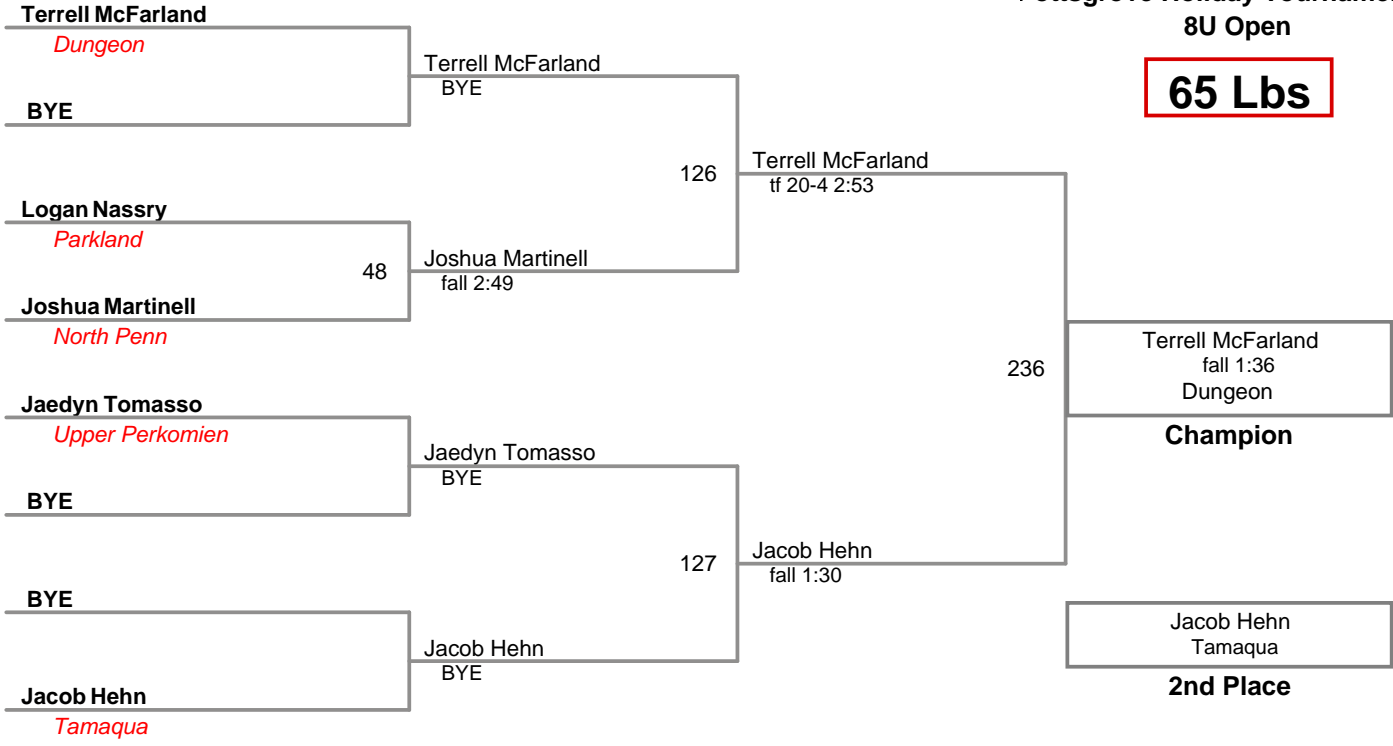 Holiday
8U Open
65 Lbs
Terrell McFarland
Dungeon
BYE
Logan Nassry
Parkland
Joshua Martinell
North Penn
Jaedyn Tomasso
Upper Perkomien
BYE
BYE
Jacob Hehn
Tamaqua
48
Terrell McFarland
BYE
Joshua Martinell
fall 2:49
Jaedyn Tomasso
BYE
Jacob Hehn
BYE
126
127
Terrell McFarland
tf 20-4 2:53
Jacob Hehn
fall 1:30
236
Terrell McFarland
fall 1:36
Dungeon
Champion
Jacob Hehn
Tamaqua
2nd Place